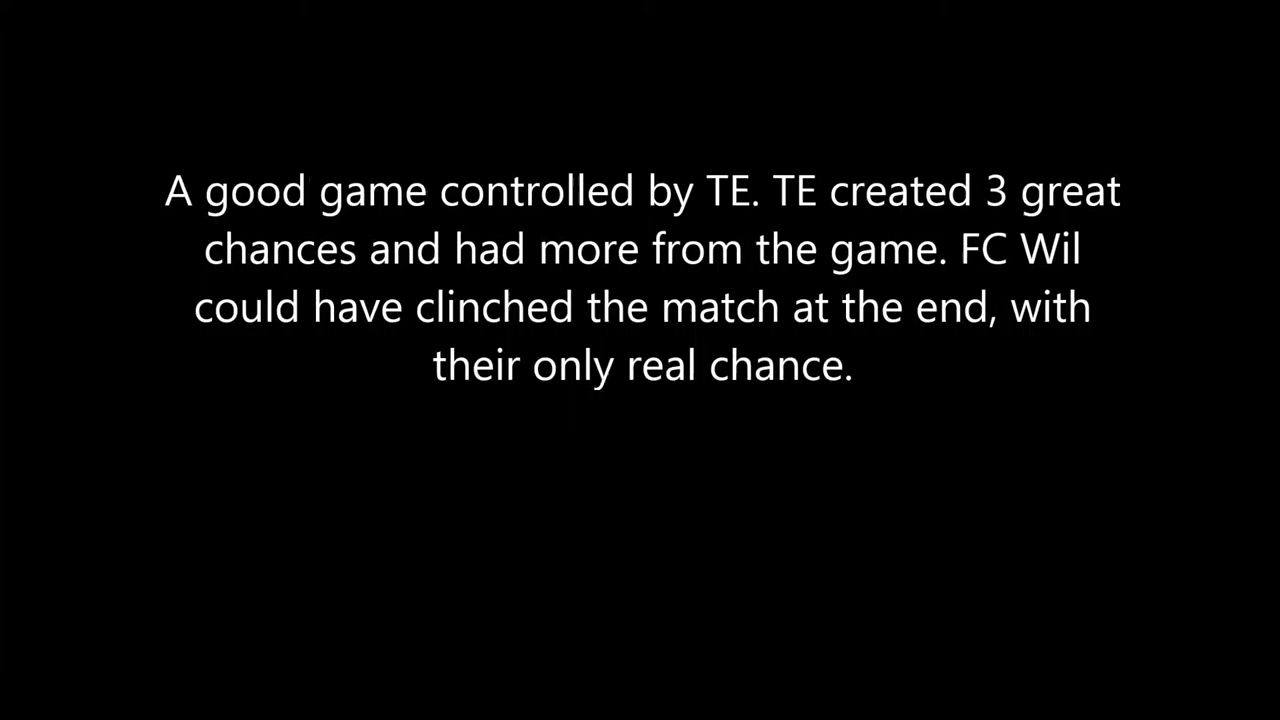 A good game controlled by TE. TE created 3 great
chances and had more from the game. FC Wil
could have clinched the match at the end, with
their only real chance.